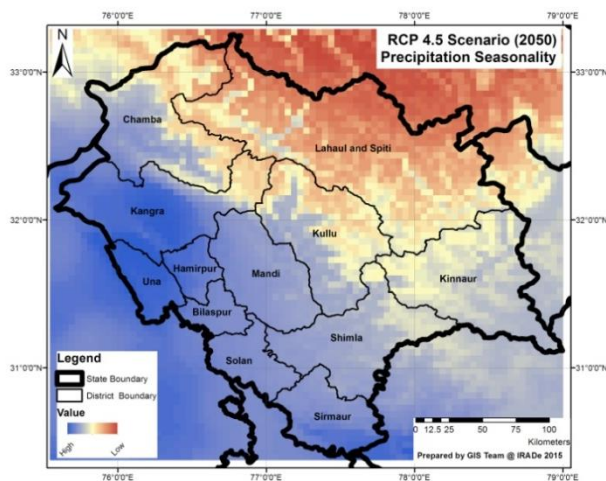 76°0'0"E 77°0'0"E 78°0'0"E 79°0'0"E
N
RCP 4.5 Scenario (2050)
Precipitation Seasonality
33°0'0"N 33°0'0"N
Chamba
Lahaul and Spiti
Kangra
32°0'0"N 32°0'0"N
Kullu
Hamirpur
Mandi
Una
Kinnaur
Bilaspur
Shimla
Legend
State Boundary
District Boundary
Value
High
Low
31°0'0"N 31°0'0"N
Solan
Sirmaur
0 12.5 25 50 75 100
Kilometers
Prepared by GIS Team @ IRADe 2015
76°0'0"E 77°0'0"E 78°0'0"E 79°0'0"E